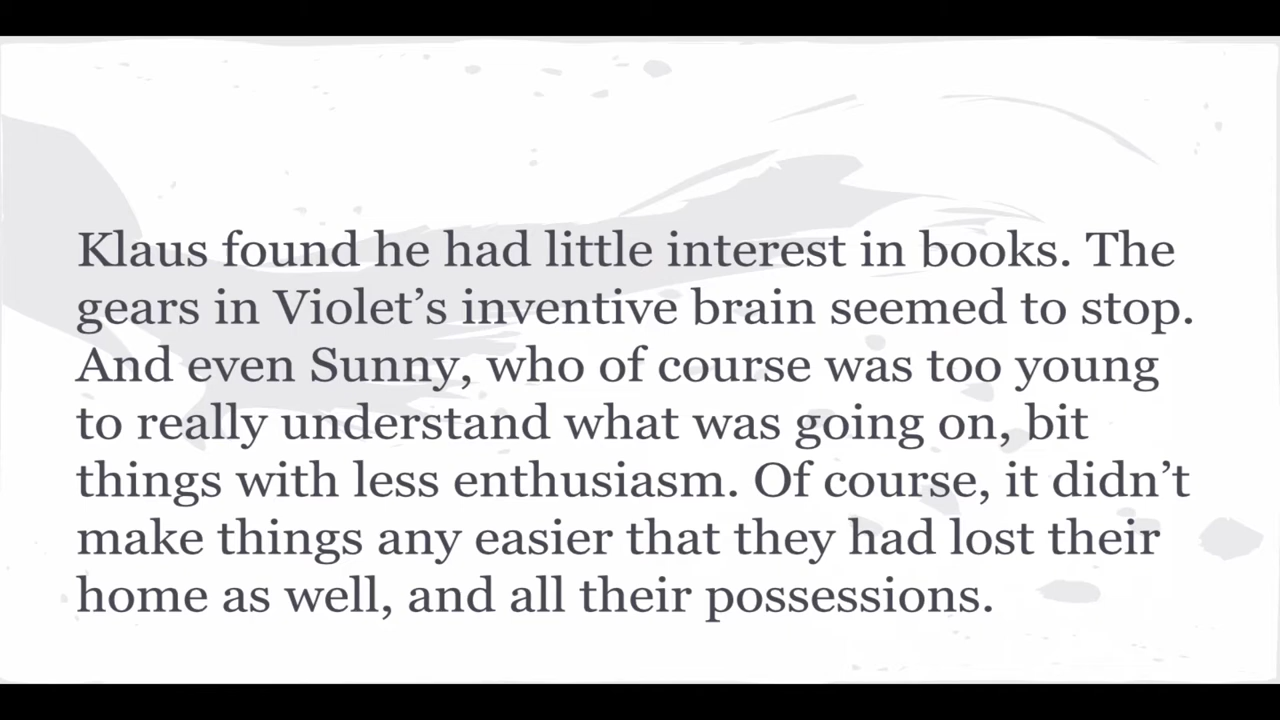 Klaus found he had little interest in books. The
gears in Violet’s inventive brain seemed to stop.
And even Sunny, who of course was too young
to really understand what was going on, bit
things with less enthusiasm. Of course, it didn’t
make things any easier that they had lost their
home as well, and all their possessions.